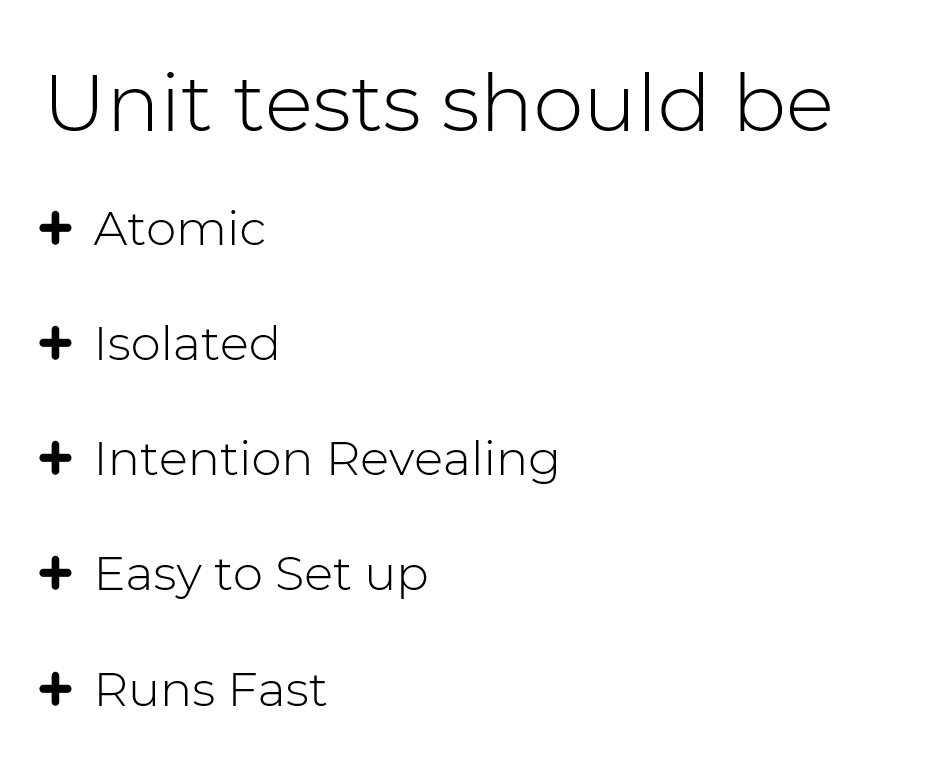 Unit tests should be
+ Atomic
+ Isolated
+ Intention Revealing
+ Easy to Set up
+ Runs Fast